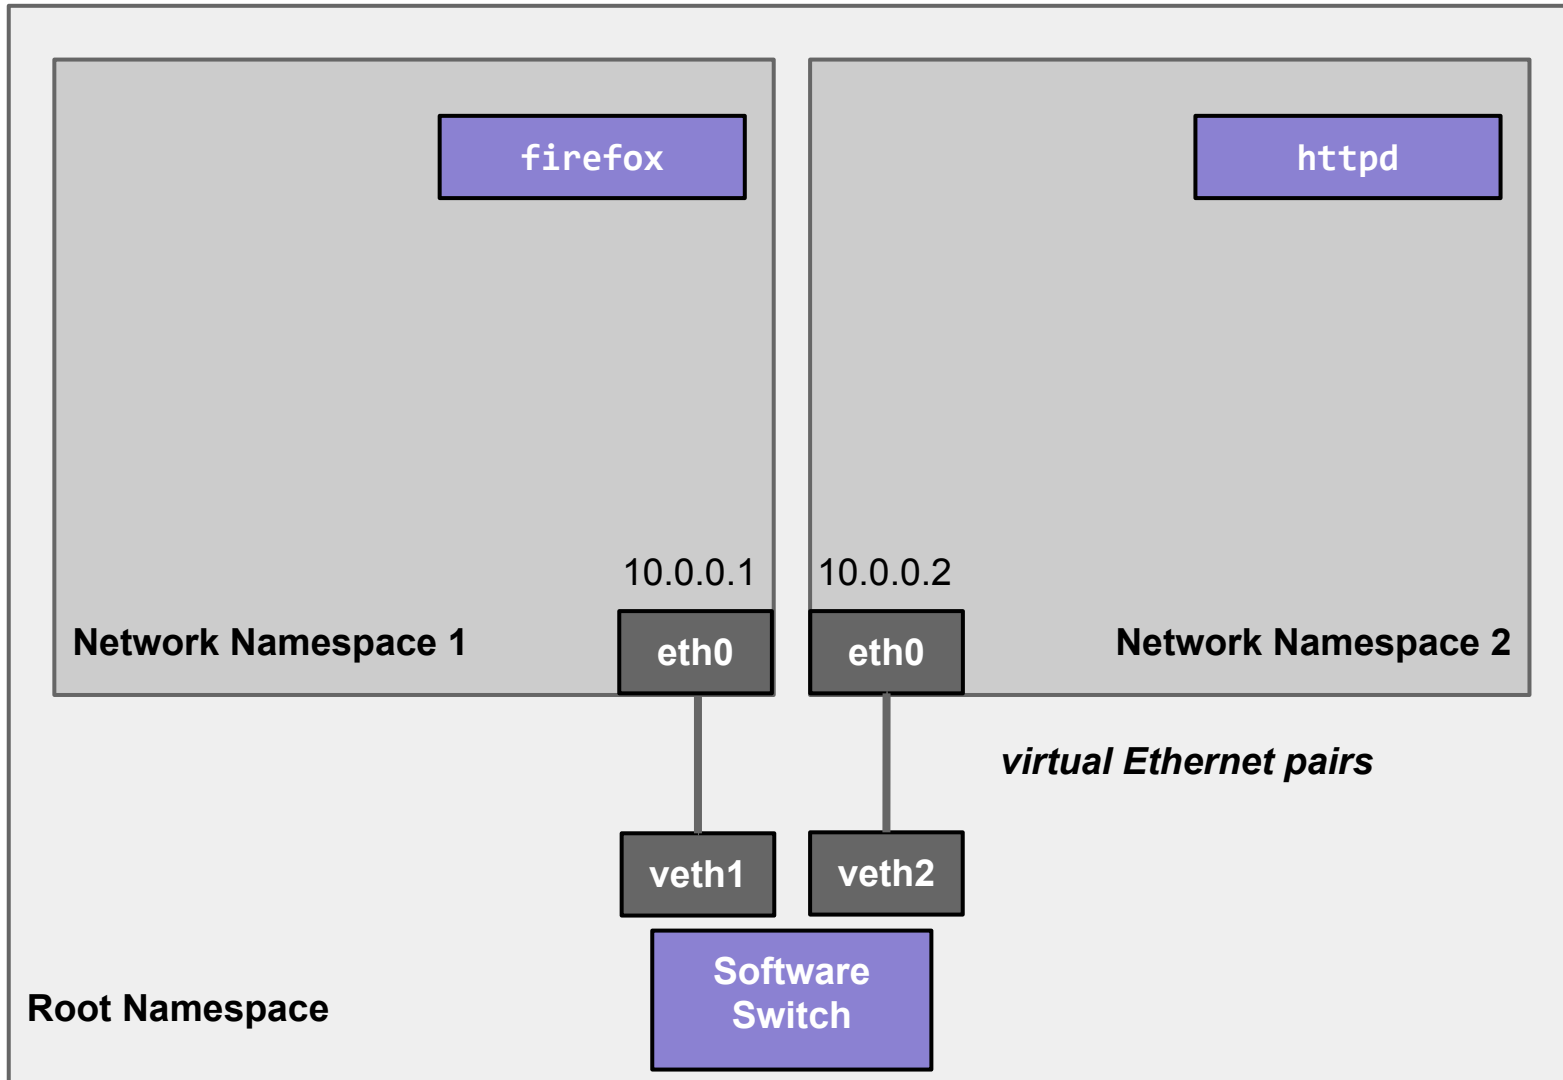 firefox
httpd
10.0.0.1
10.0.0.2
Network Namespace 1
eth0
eth0
Network Namespace 2
virtual Ethernet pairs
veth1
veth2
Software
Switch
Root Namespace